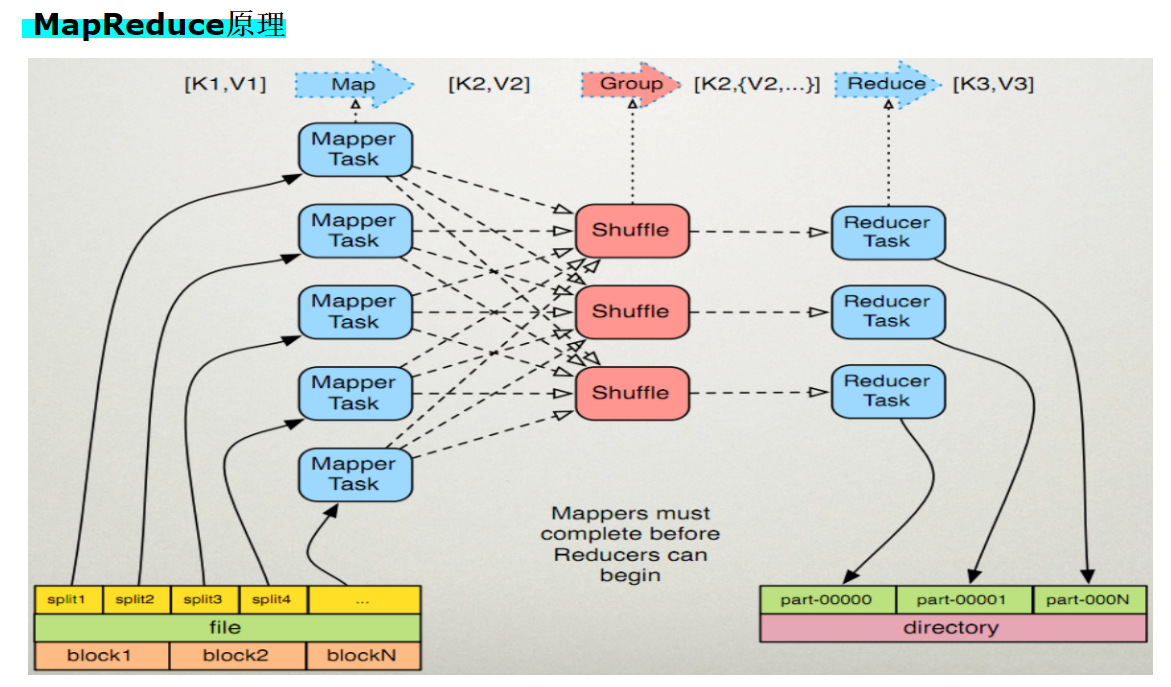 MapReduce原理
[K1,V1]
Map
[K2,V2]
Group
[K2,{V2,...}]
Reduce
[K3,V3]
Mapper
Task
Mapper
Task
Mapper
Task
Mapper
Task
Mapper
Task
Shuffle
Shuffle
Shuffle
Reducer
Task
Reducer
Task
Reducer
Task
Mappers must
complete before
Reducers can
begin
split1
split2
split3
split4
...
file
block1
block2
blockN
part-00000
part-00001
part-000N
directory